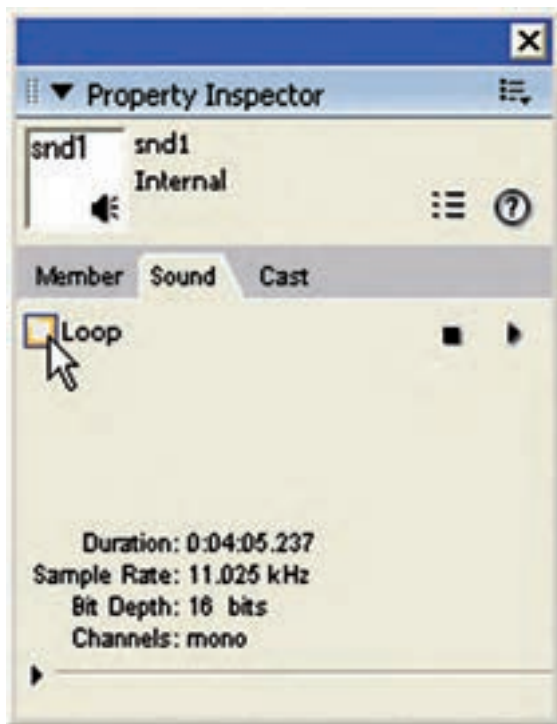 Property Inspector
snd1
snd1
Internal
Member Sound Cast
Loop
Duration: 0:04:05.237
Sample Rate: 11.025 kHz
Bit Depth: 16 bits
Channels: mono